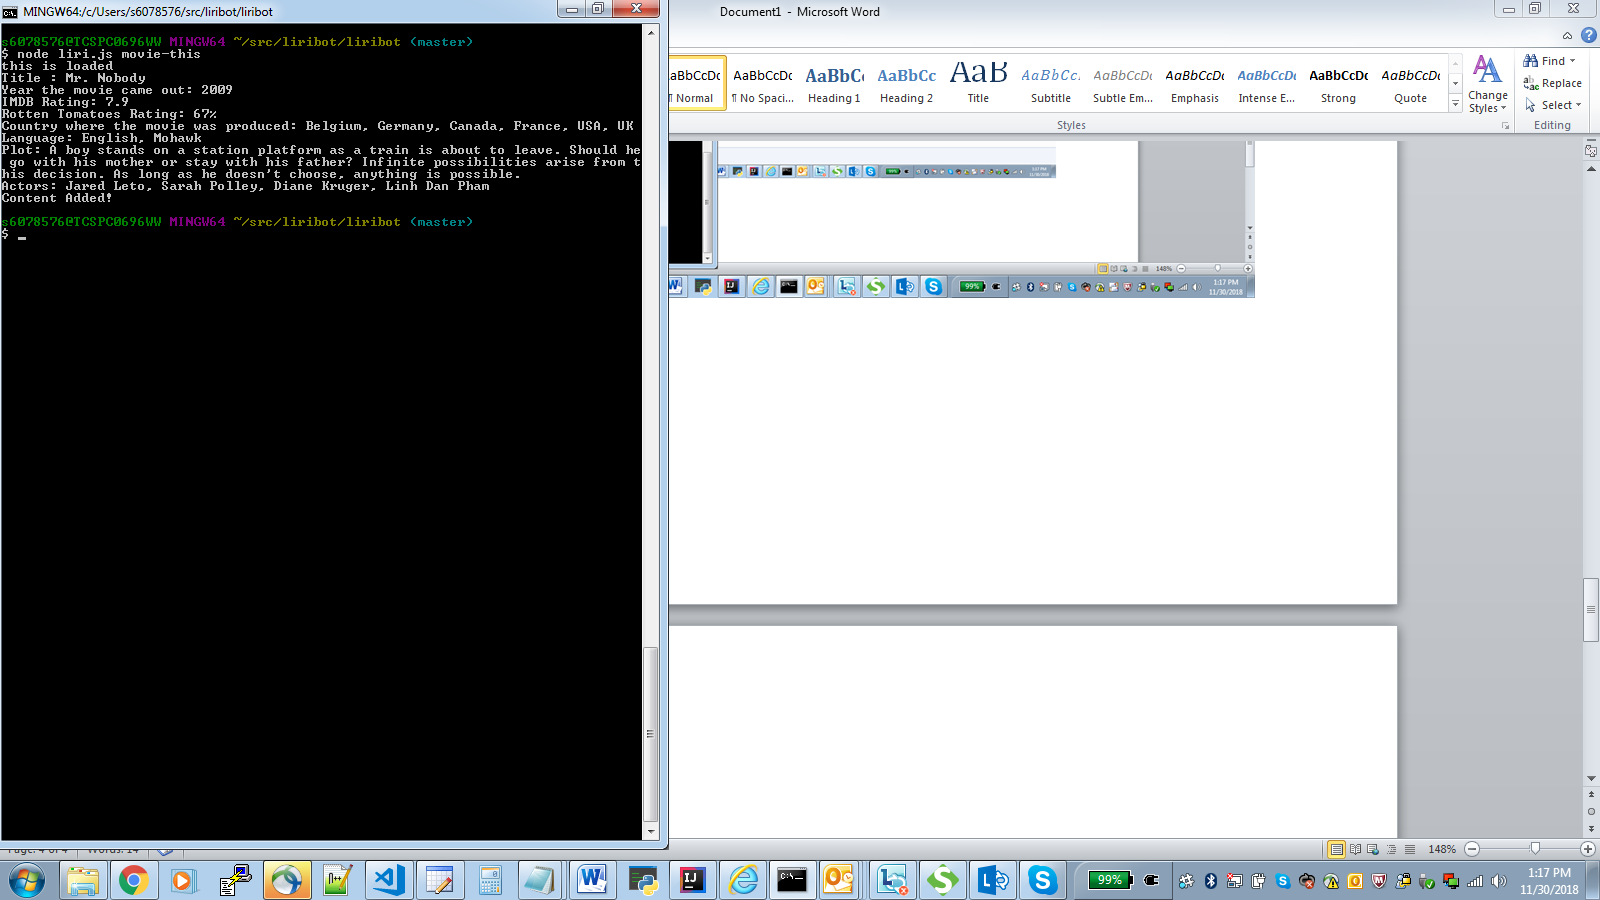 MINGW64:/c/Users/s6078576/src/liribot/liribot
s6078576@TCSPC0696WW MINGW64 ~/src/liribot/liribot (master)
$ node liri.js movie-this
this is loaded
Title : Mr. Nobody
Year the movie came out: 2009
IMDB Rating: 7.9
Rotten Tomatoes Rating: 67%
Country where the movie was produced: Belgium, Germany, Canada, France, USA, UK
Language: English, Mohawk
Plot: A boy stands on a station platform as a train is about to leave. Should he
go with his mother or stay with his father? Infinite possibilities arise from t
his decision. As long as he doesn't choose, anything is possible.
Actors: Jared Leto, Sarah Polley, Diane Kruger, Linh Dan Pham
Content Added!
s6078576@TCSPC0696WW MINGW64 ~/src/liribot/liribot (master)
$
Document1 - Microsoft Word
AaBbCcDc AaBbCcDc AaBbCc AaBbCc AaB AaBbCc. AaBbCcDc AaBbCcDc AaBbCcDc AaBbCcDc AaBbCcDc
¶ Normal ¶ No Spaci... Heading 1 Heading 2 Title Subtitle Subtle Em... Emphasis Intense E... Strong Quote
Change
Styles
Styles
Find
Replace
Select
Editing
148%
99%
1:17 PM
11/30/2018
Page: 4 of 4 Words: 14
148%
99%
1:17 PM
11/30/2018